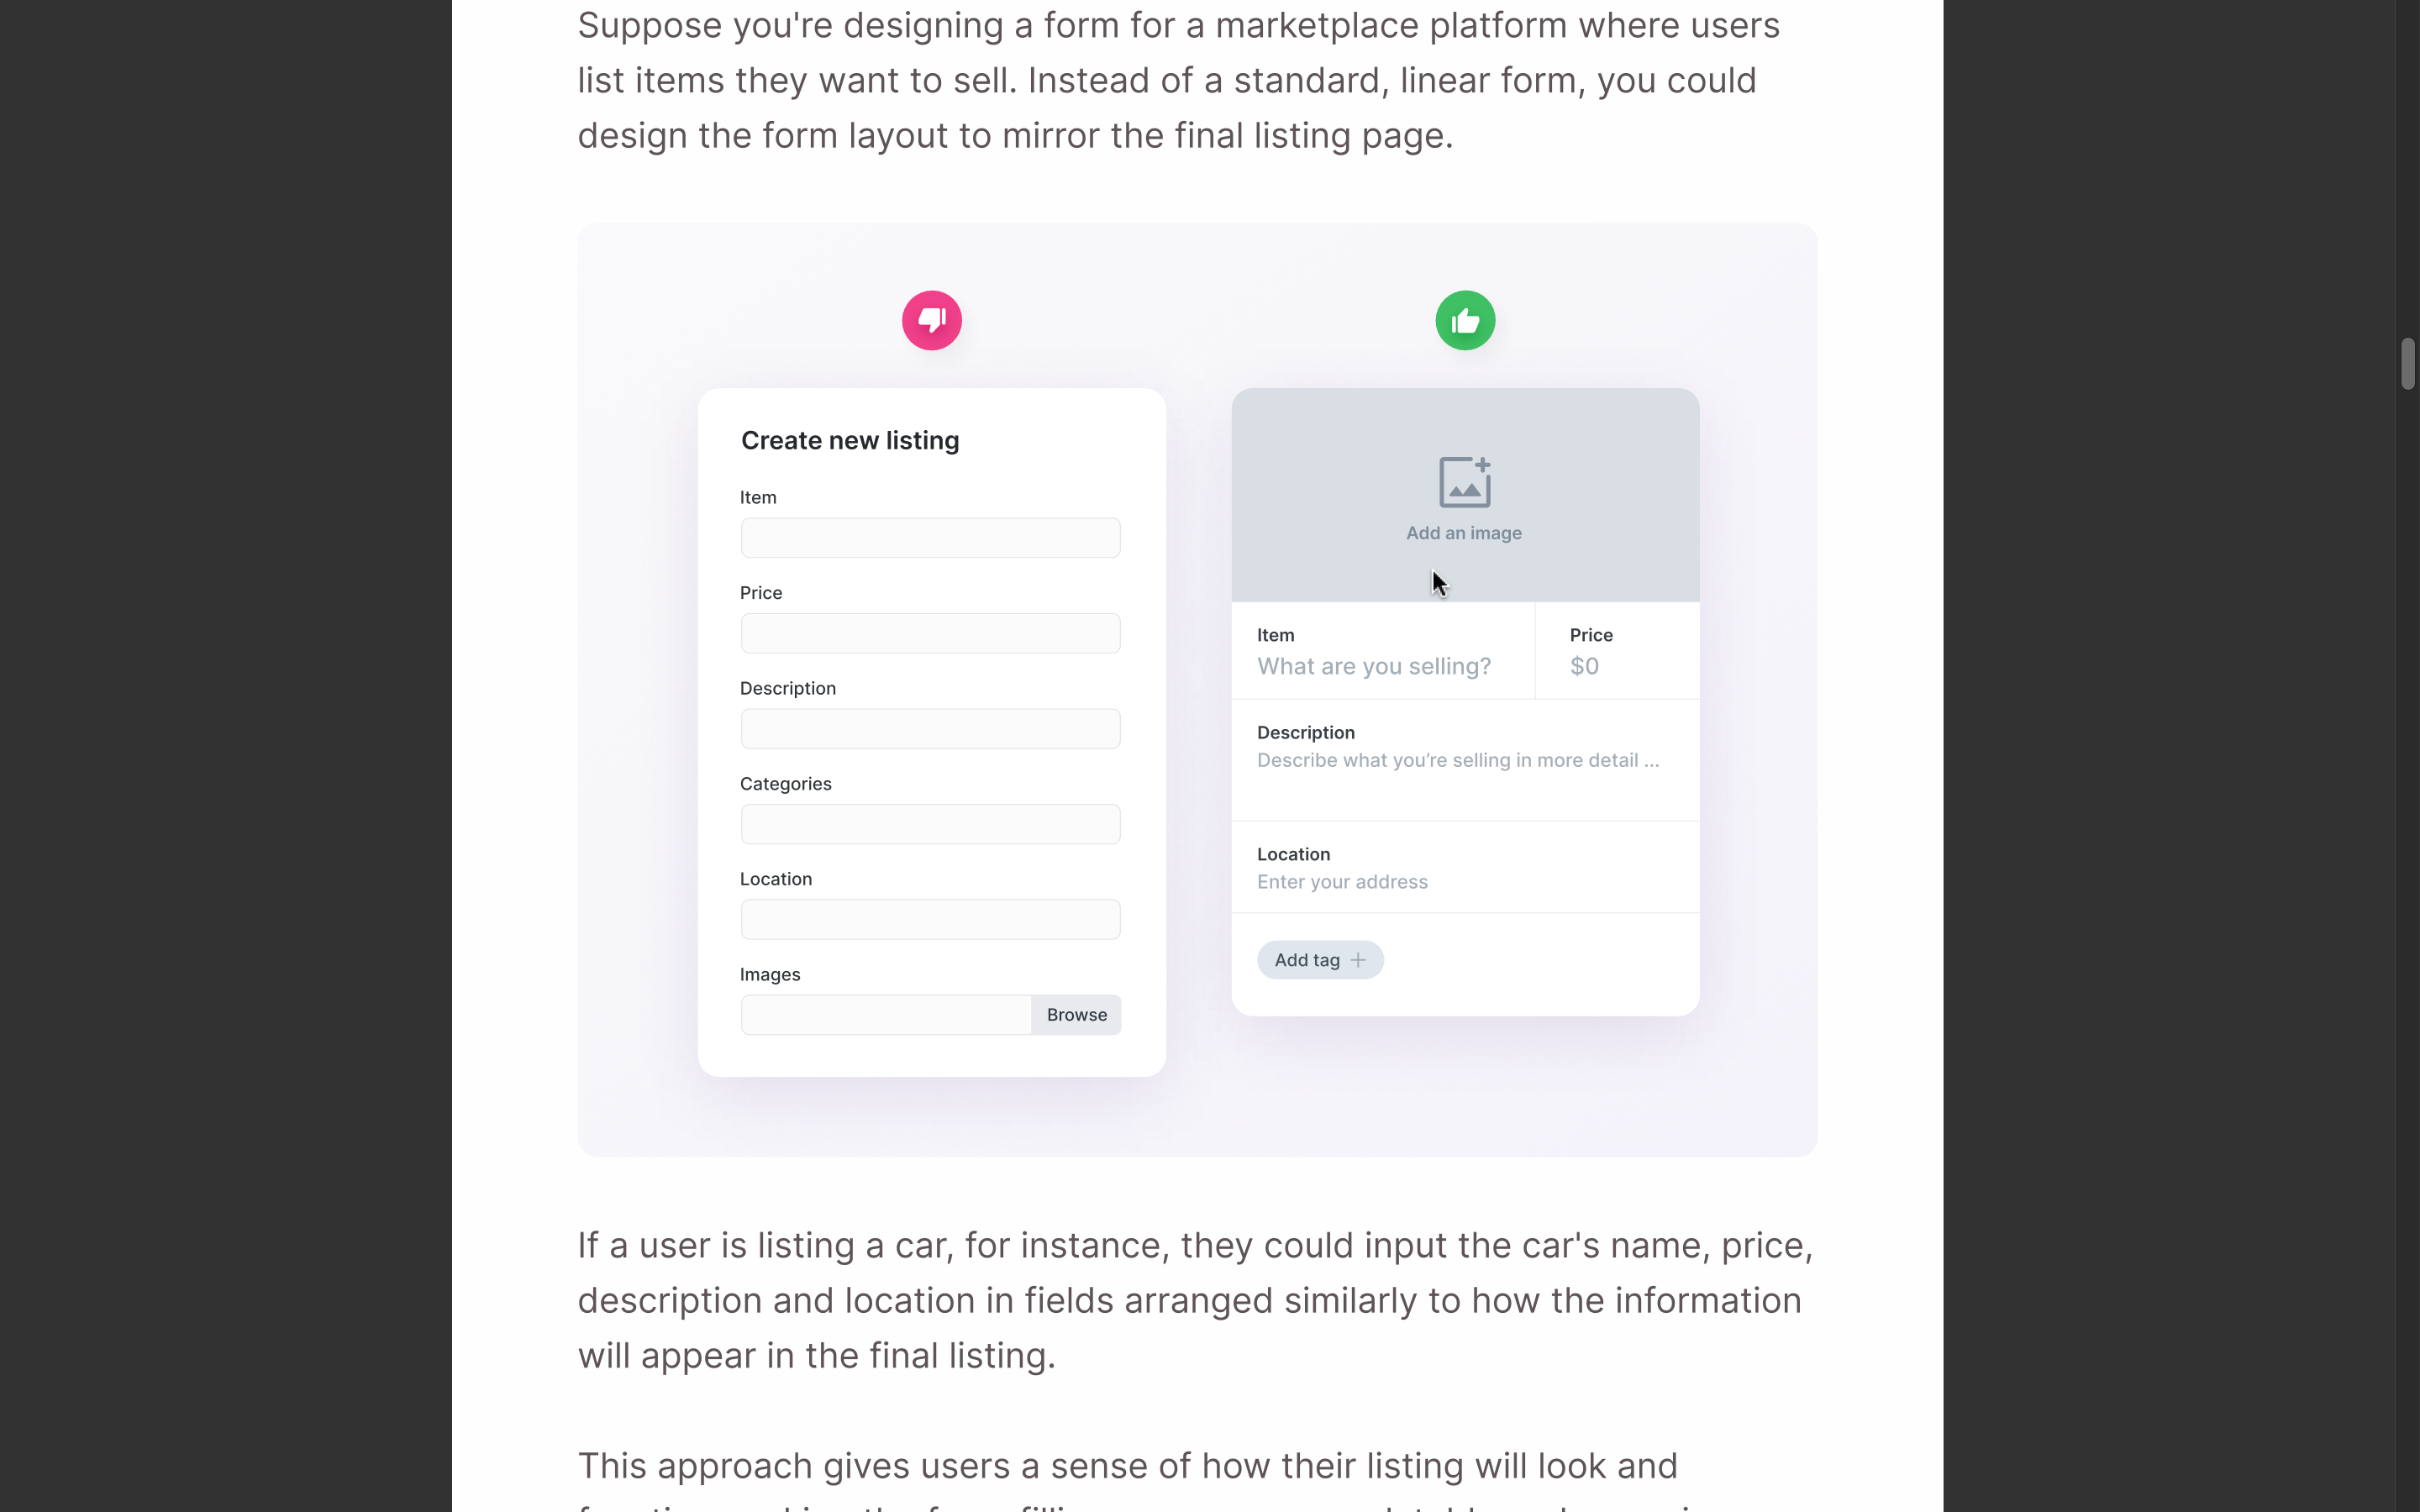 Suppose you're designing a form for a marketplace platform where users
list items they want to sell. Instead of a standard, linear form, you could
design the form layout to mirror the final listing page.
Create new listing
Item
Price
Description
Categories
Location
Images
Browse
Add an image
Item
What are you selling?
Price
$0
Description
Describe what you’re selling in more detail ...
Location
Enter your address
Add tag
If a user is listing a car, for instance, they could input the car's name, price,
description and location in fields arranged similarly to how the information
will appear in the final listing.
This approach gives users a sense of how their listing will look and